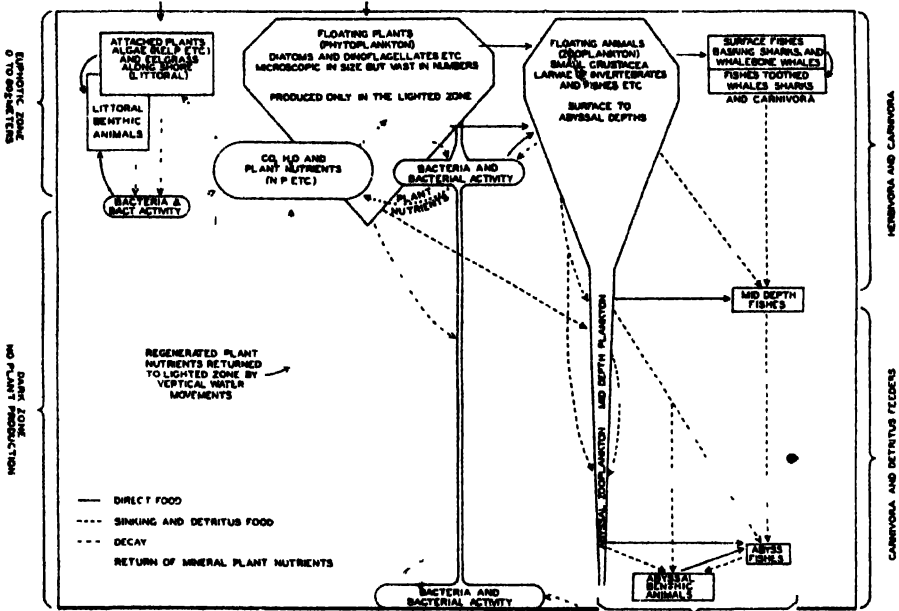 EUPHOTIC ZONE
0 TO 80± METERS
ATTACHED PLANTS
ALGAE (KELP ETC)
AND EELGRASS
ALONG SHORE
(LITTORAL)
LITTORAL
BENTHIC
ANIMALS
BACTERIA &
BACT ACTIVITY
FLOATING PLANTS
(PHYTOPLANKTON)
DIATOMS AND DINOFLAGELLATES ETC
MICROSCOPIC IN SIZE BUT VAST IN NUMBERS
PRODUCED ONLY IN THE LIGHTED ZONE
CO₂ H₂O AND
PLANT NUTRIENTS
(N P ETC)
BACTERIA AND
BACTERIAL ACTIVITY
PLANT
NUTRIENTS
FLOATING ANIMALS
(ZOOPLANKTON)
SMALL CRUSTACEA
LARVAE OF INVERTEBRATES
AND FISHES ETC
SURFACE TO
ABYSSAL DEPTHS
SURFACE FISHES
BASKING SHARKS AND
WHALEBONE WHALES
FISHES TOOTHED
WHALES SHARKS
AND CARNIVORA
HERBIVORA AND CARNIVORA
MID DEPTH
FISHES
MID DEPTH PLANKTON
ABYSSAL ZOOPLANKTON
DARK ZONE
NO PLANT PRODUCTION
REGENERATED PLANT
NUTRIENTS RETURNED
TO LIGHTED ZONE BY
VERTICAL WATER
MOVEMENTS
DIRECT FOOD
SINKING AND DETRITUS FOOD
DECAY
RETURN OF MINERAL PLANT NUTRIENTS
BACTERIA AND
BACTERIAL ACTIVITY
ABYSS
FISHES
ABYSSAL
BENTHIC
ANIMALS
CARNIVORA AND DETRITUS FEEDERS